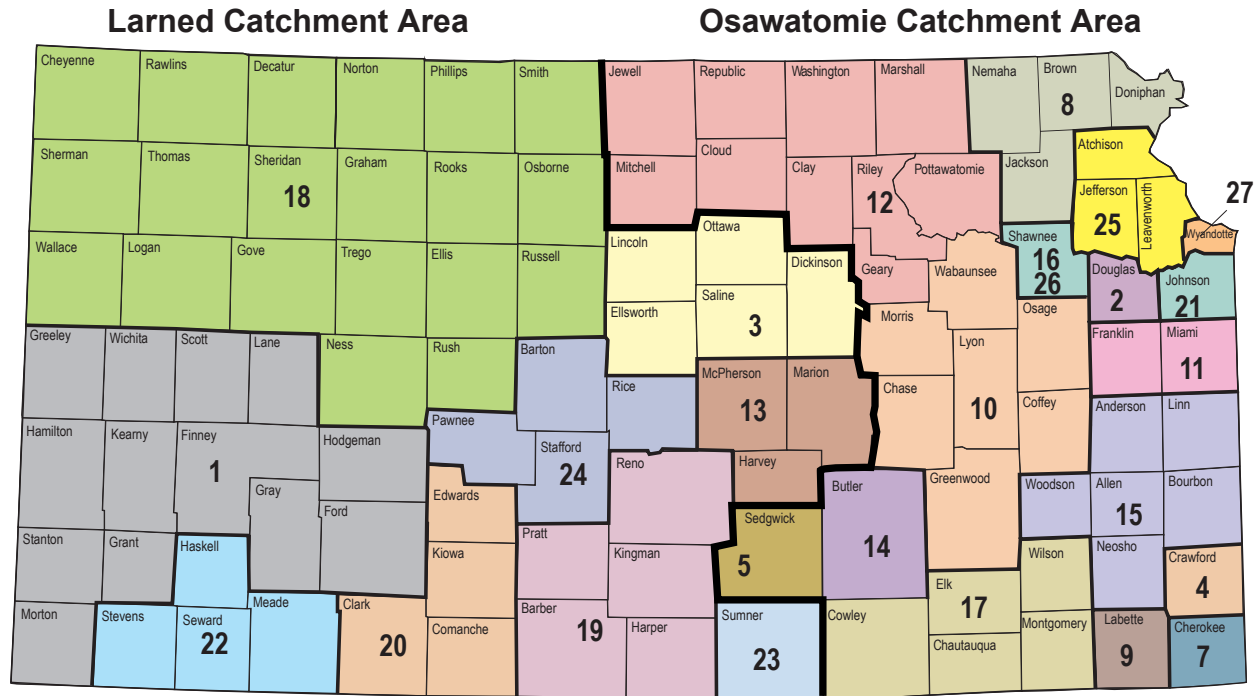 Larned Catchment Area
Osawatomie Catchment Area
Cheyenne
Rawlins
Decatur
Norton
Phillips
Smith
Jewell
Republic
Washington
Marshall
Nemaha
Brown
8
Doniphan
Sherman
Thomas
Sheridan
18
Graham
Rooks
Osborne
Mitchell
Cloud
Clay
Riley
12
Pottawatomie
Jackson
Atchison
Jefferson
25
Leavenworth
27
Wyandotte
Wallace
Logan
Gove
Trego
Ellis
Russell
Lincoln
Ottawa
Dickinson
Geary
Wabaunsee
Shawnee
16
26
Douglas
2
Johnson
21
Ellsworth
Saline
3
Morris
Lyon
Osage
Franklin
Miami
11
Greeley
Wichita
Scott
Lane
Ness
Rush
Barton
Rice
McPherson
13
Marion
Chase
10
Coffey
Anderson
Linn
Hamilton
Kearny
Finney
1
Hodgeman
Pawnee
Stafford
24
Reno
Harvey
Butler
14
Greenwood
Woodson
Allen
15
Bourbon
Gray
Ford
Edwards
Sedgwick
5
Stanton
Grant
Haskell
Kiowa
Pratt
Kingman
Elk
17
Wilson
Neosho
Crawford
4
Morton
Stevens
Seward
22
Meade
Clark
20
Comanche
Barber
19
Harper
Sumner
23
Cowley
Chautauqua
Montgomery
Labette
9
Cherokee
7